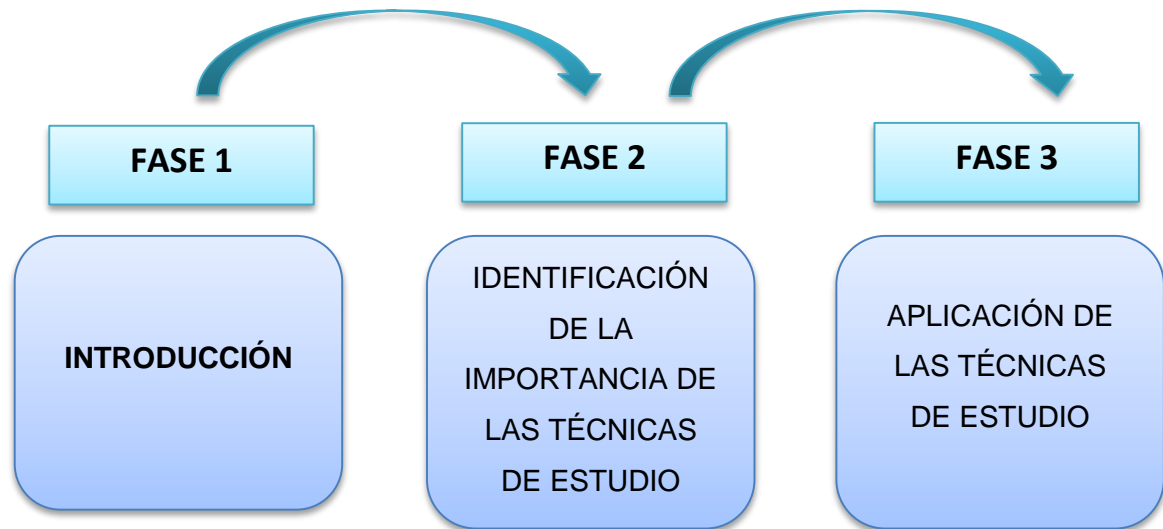 FASE 1
INTRODUCCIÓN
FASE 2
IDENTIFICACIÓN
DE LA
IMPORTANCIA DE
LAS TÉCNICAS
DE ESTUDIO
FASE 3
APLICACIÓN DE
LAS TÉCNICAS
DE ESTUDIO